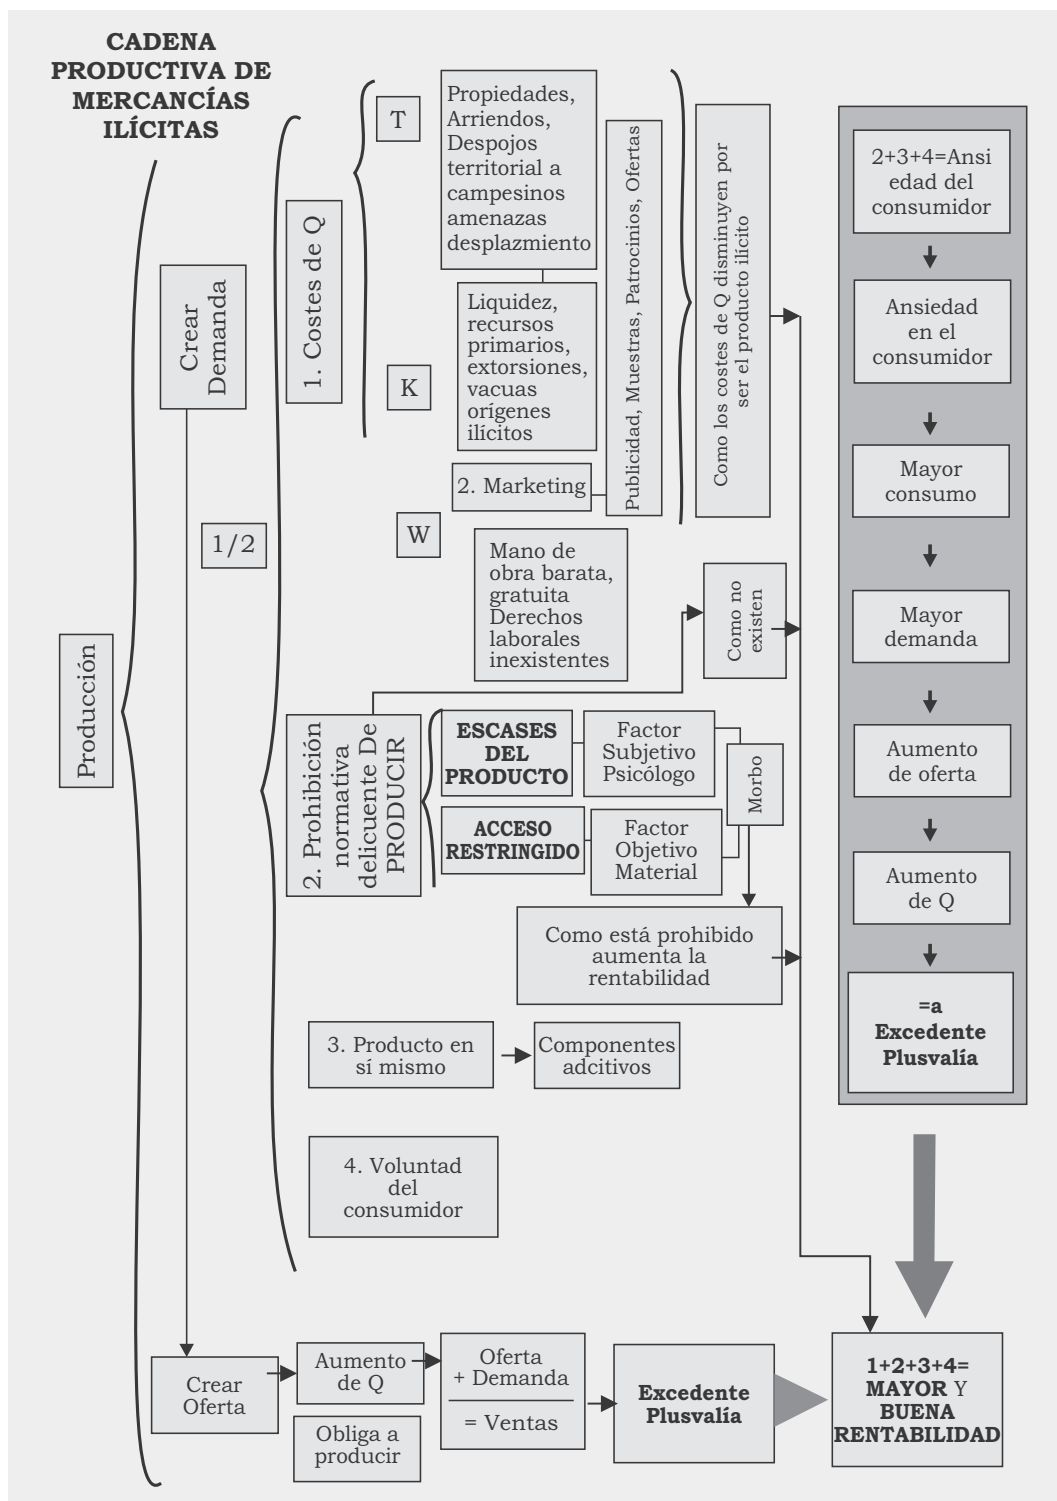 CADENA
PRODUCTIVA DE
MERCANCÍAS
ILÍCITAS
Producción
Crear
Demanda
1/2
1. Costes de Q
T
Propiedades,
Arriendos,
Despojos
territorial a
campesinos
amenazas
desplazmiento
K
Liquidez,
recursos
primarios,
extorsiones,
vacuas
orígenes
ilícitos
2. Marketing
Publicidad, Muestras, Patrocinios, Ofertas
W
Mano de
obra barata,
gratuita
Derechos
laborales
inexistentes
Como los costes de Q disminuyen por
ser el producto ilícito
Como no
existen
2. Prohibición
normativa
delicuente De
PRODUCIR
ESCASES
DEL
PRODUCTO
Factor
Subjetivo
Psicólogo
ACCESO
RESTRINGIDO
Factor
Objetivo
Material
Morbo
Como está prohibido
aumenta la
rentabilidad
3. Producto en
sí mismo
Componentes
adcitivos
4. Voluntad
del
consumidor
2+3+4=Ansi
edad del
consumidor
Ansiedad
en el
consumidor
Mayor
consumo
Mayor
demanda
Aumento
de oferta
Aumento
de Q
=a
Excedente
Plusvalía
Crear
Oferta
Aumento
de Q
Obliga a
producir
Oferta
+ Demanda
= Ventas
Excedente
Plusvalía
1+2+3+4=
MAYOR Y
BUENA
RENTABILIDAD